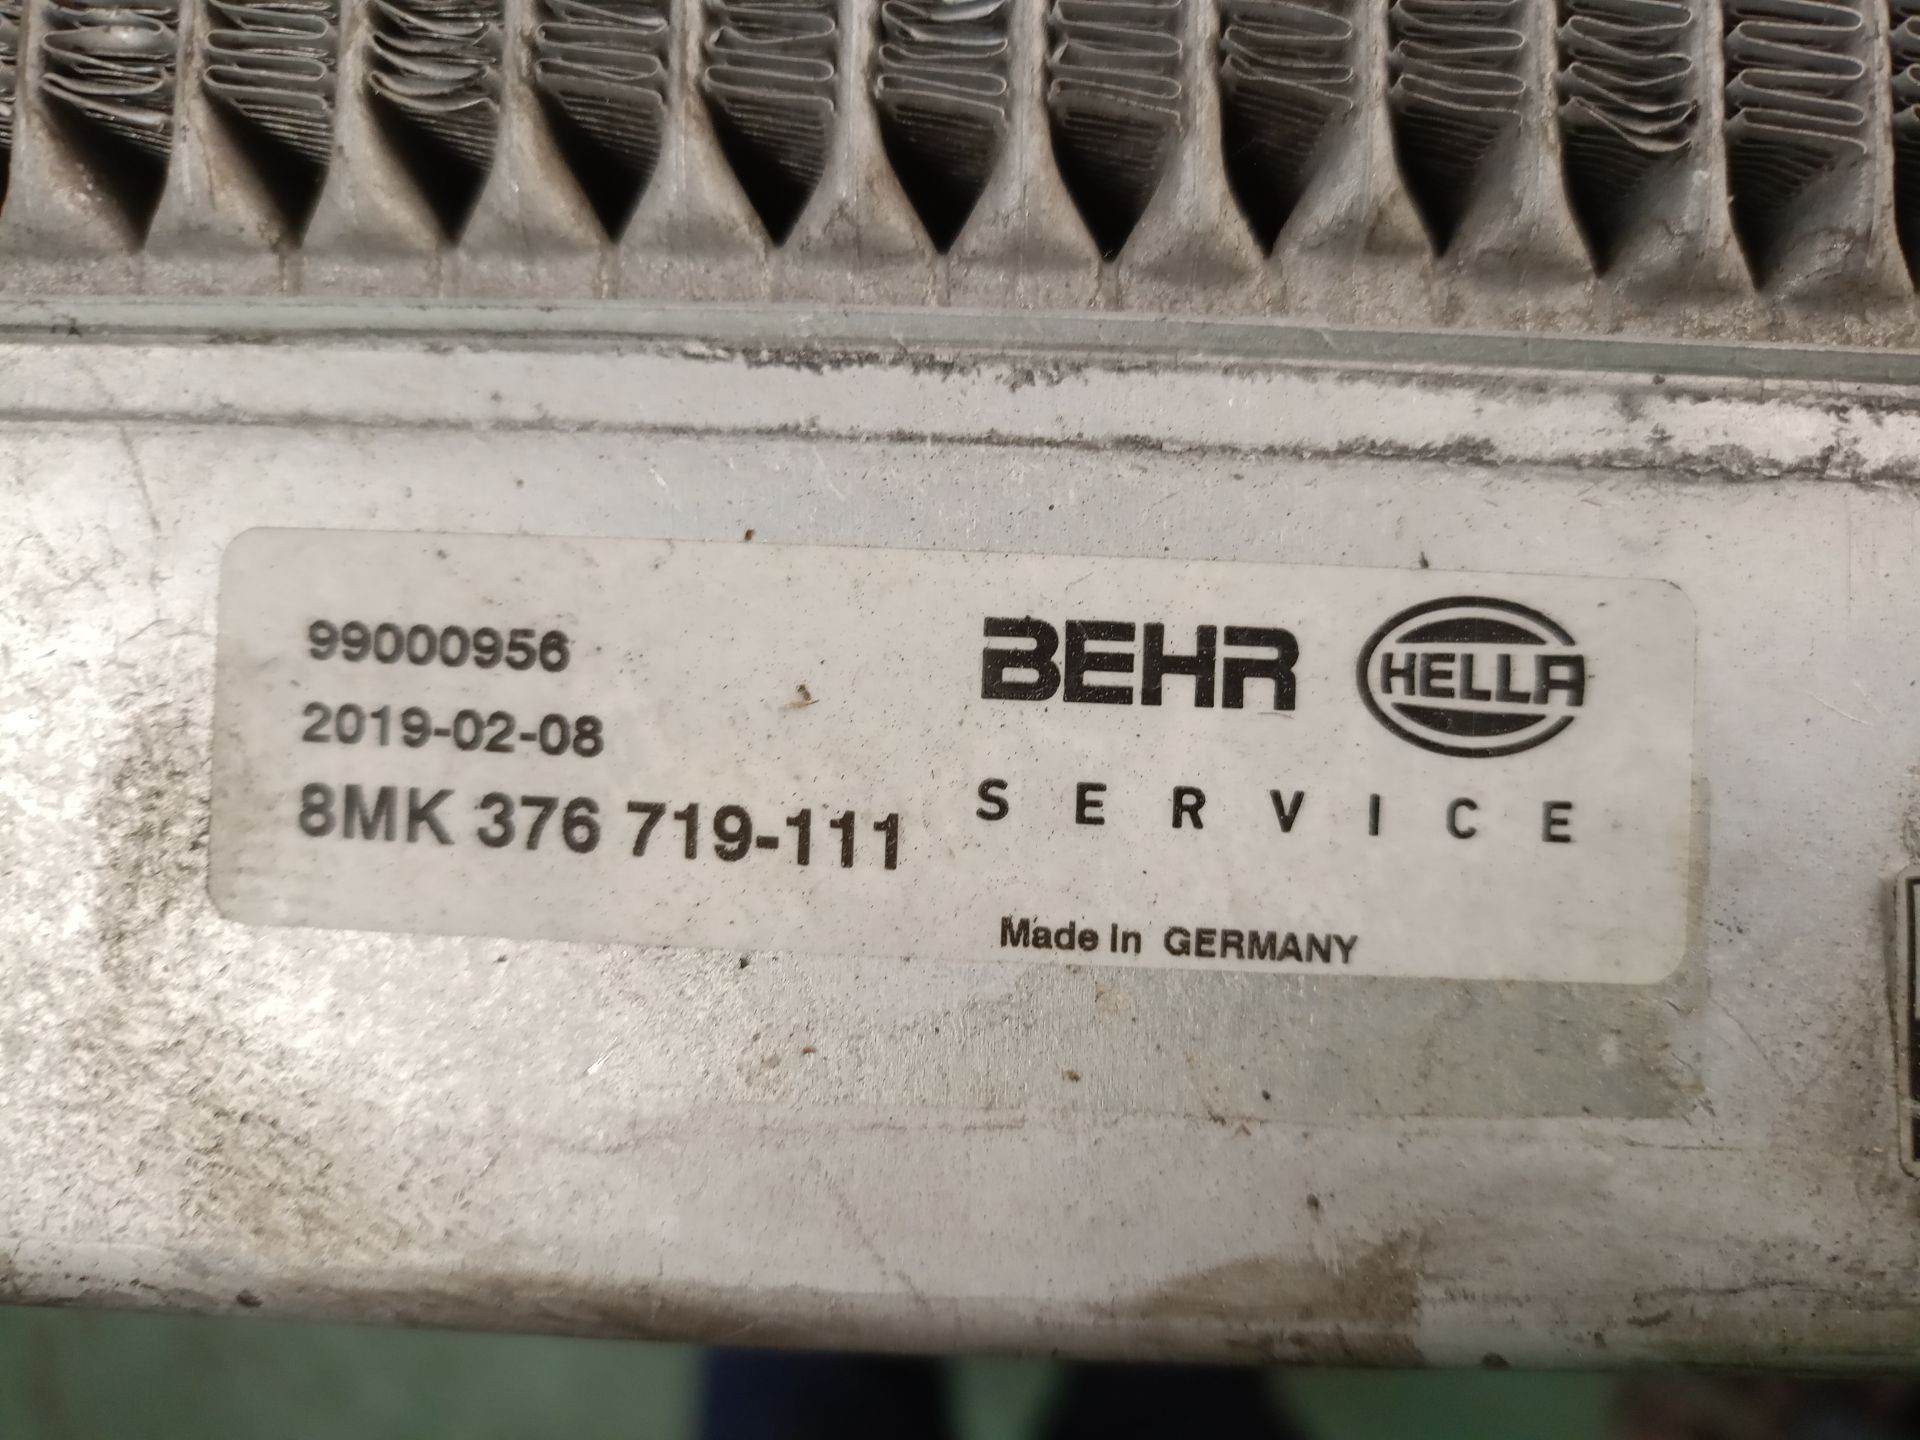 99000956
2019-02-08
8MK 376 719-111
BEHR HELLA
SERVICE
Made In GERMANY